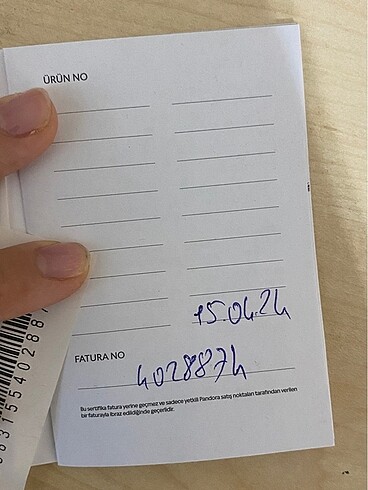 ÜRÜN NO
15.04.24
FATURA NO
4028874
Bu sertifika fatura yerine geçmez ve sadece yetkili Pandora satış noktaları tarafından verilen
bir faturayla ibraz edildiğinde geçerlidir.